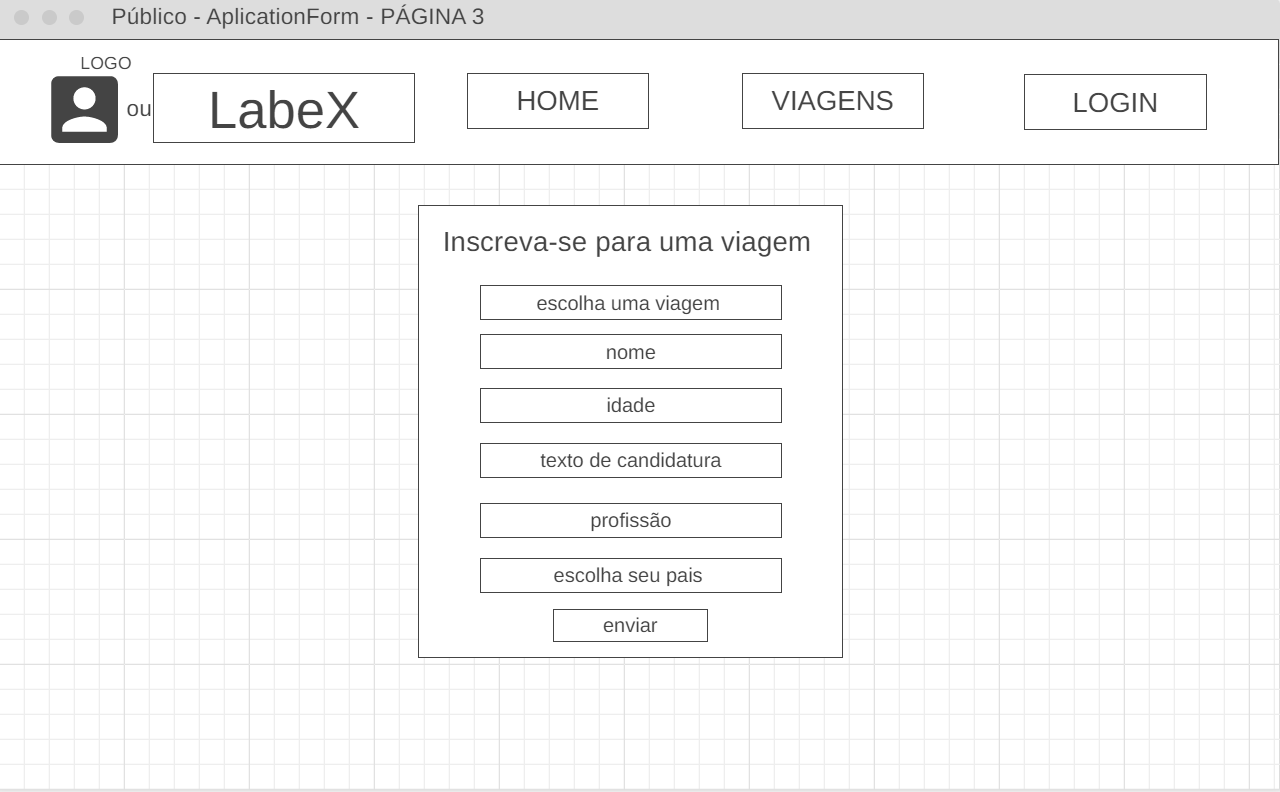 Público - AplicationForm - PÁGINA 3
LOGO
ou
LabeX
HOME
VIAGENS
LOGIN
Inscreva-se para uma viagem
escolha uma viagem
nome
idade
texto de candidatura
profissão
escolha seu pais
enviar